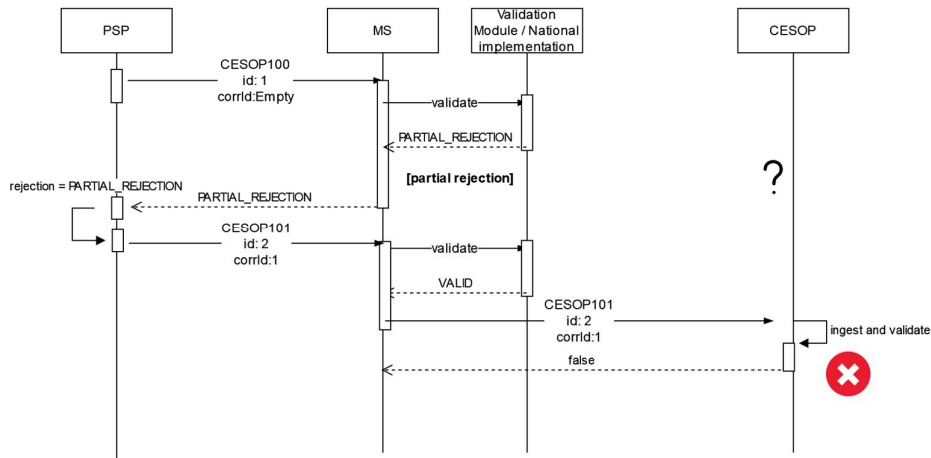 PSP
MS
Validation
Module / National
implementation
CESOP
CESOP100
id: 1
corrId:Empty
validate
PARTIAL_REJECTION
[partial rejection]
?
rejection = PARTIAL_REJECTION
PARTIAL_REJECTION
CESOP101
id: 2
corrId:1
validate
VALID
CESOP101
id: 2
corrId:1
ingest and validate
false